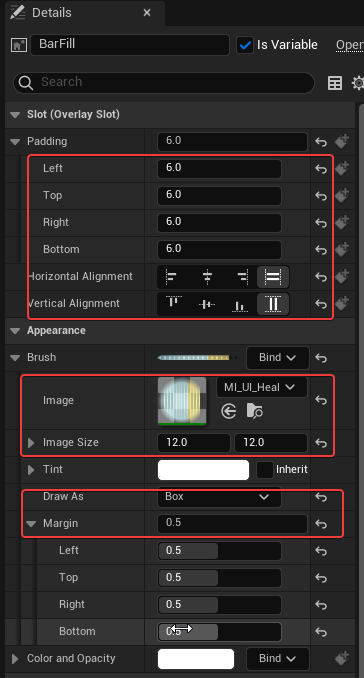 Details ×
BarFill Is Variable Open
Search
Slot (Overlay Slot)
Padding 6.0
Left 6.0
Top 6.0
Right 6.0
Bottom 6.0
Horizontal Alignment
Vertical Alignment
Appearance
Brush Bind
MI_UI_Heal
Image
Image Size 12.0 12.0
Tint Inherit
Draw As Box
Margin 0.5
Left 0.5
Top 0.5
Right 0.5
Bottom 0.5
Color and Opacity Bind